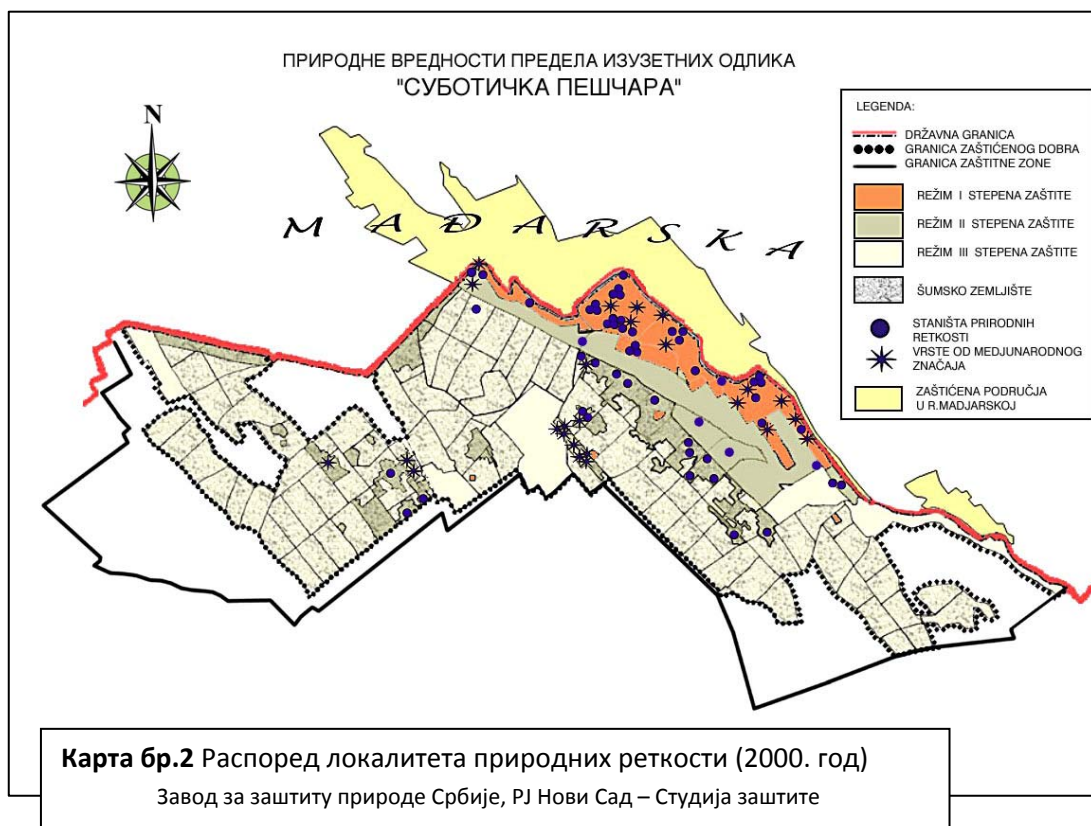 ПРИРОДНЕ ВРЕДНОСТИ ПРЕДЕЛА ИЗУЗЕТНИХ ОДЛИКА
"СУБОТИЧКА ПЕШЧАРА"
N
MAĐARSKA
LEGENDA:
DRŽAVNA GRANICA
GRANICA ZAŠTIĆENOG DOBRA
GRANICA ZAŠTITNE ZONE
REŽIM I STEPENA ZAŠTITE
REŽIM II STEPENA ZAŠTITE
REŽIM III STEPENA ZAŠTITE
ŠUMSKO ZEMLJIŠTE
STANIŠTA PRIRODNIH
RETKOSTI
VRSTE OD MEDJUNARODNOG
ZNAČAJA
ZAŠTIĆENA PODRUČJA
U R.MADJARSKOJ
Карта бр.2 Распоред локалитета природних реткости (2000. год)
Завод за заштиту природе Србије, РЈ Нови Сад – Студија заштите